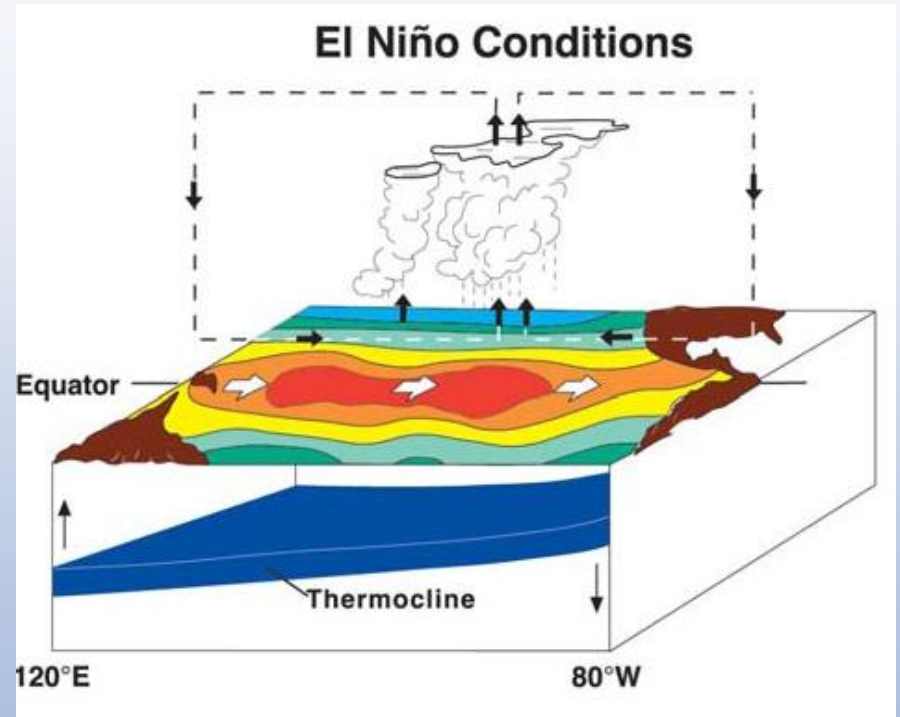 El Niño Conditions
Equator
Thermocline
120°E
80°W